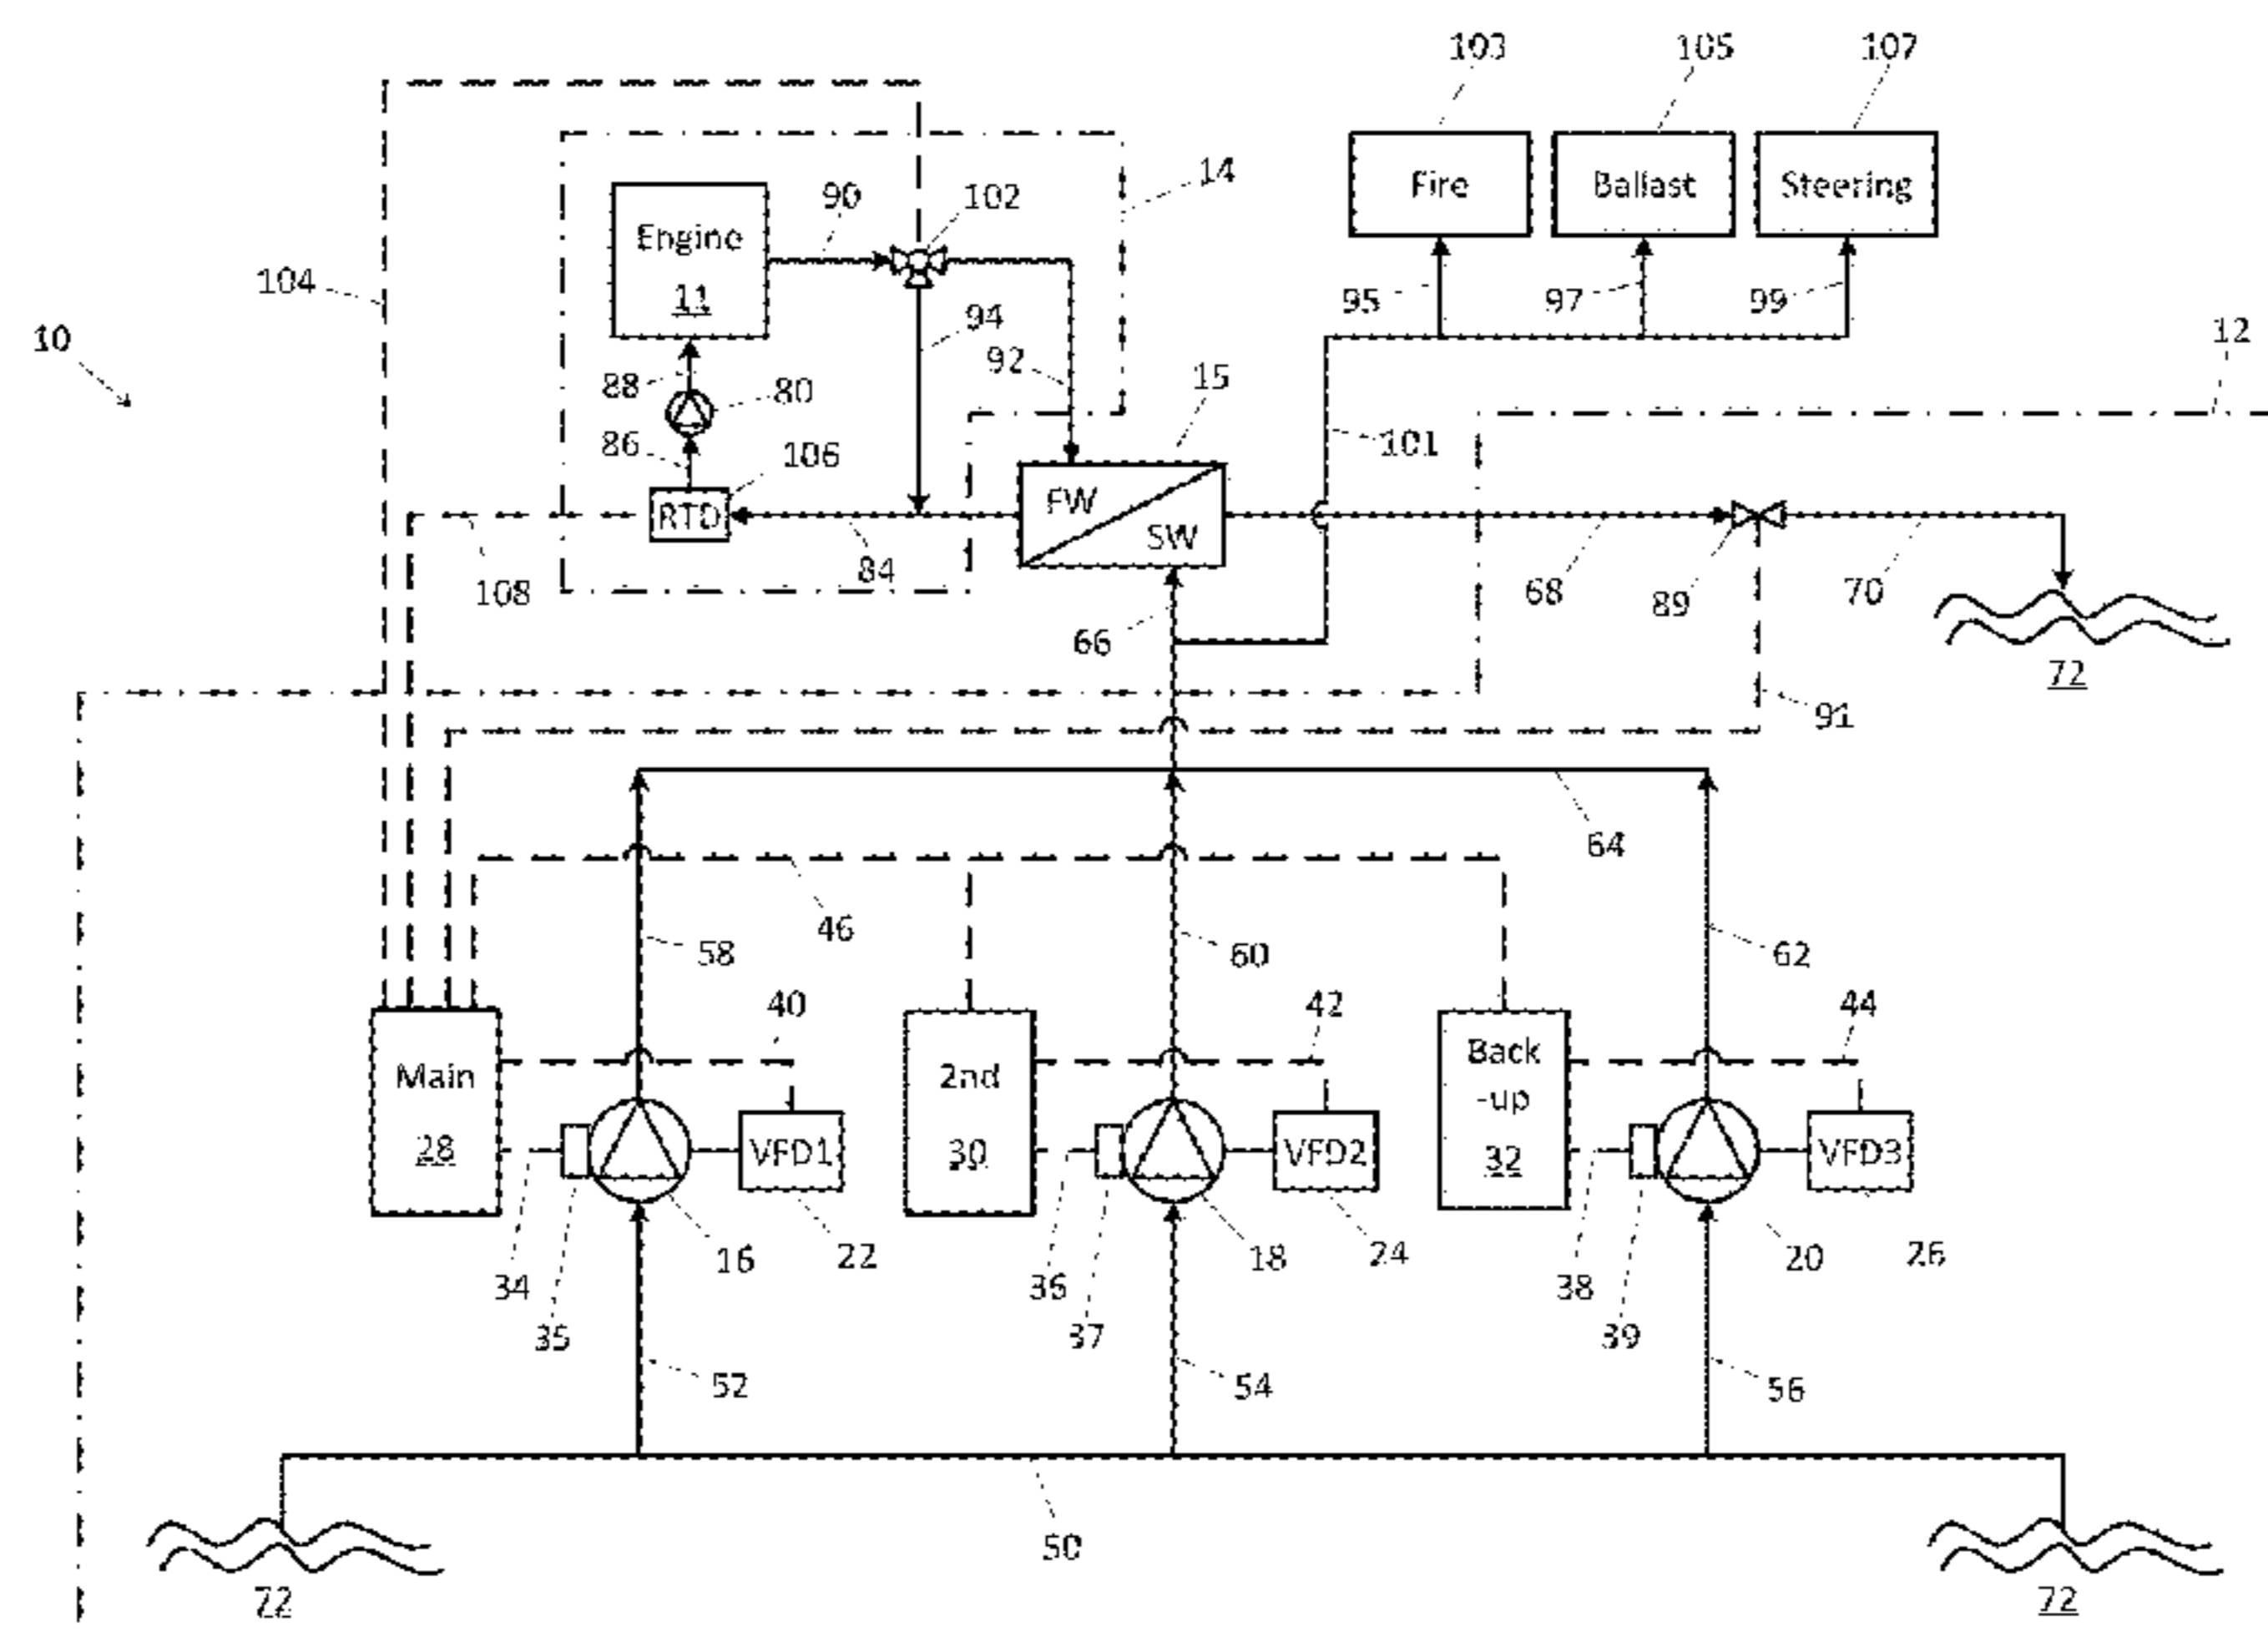 103 105 107
14
90 102 Fire Ballast Steering
Engine
11
104
95 97 99
94
10 12
92
88 80 15
86 106 101
FW
RTD SW
84
108 68 89 70
66
72
91
64
46
58 60 62
40 42 44
Main 2nd Back
-up
28 VFD1 30 VFD2 32 VFD3
16 22 18 24 20 26
34 36 38
35 37 39
52 54 56
50
72 72